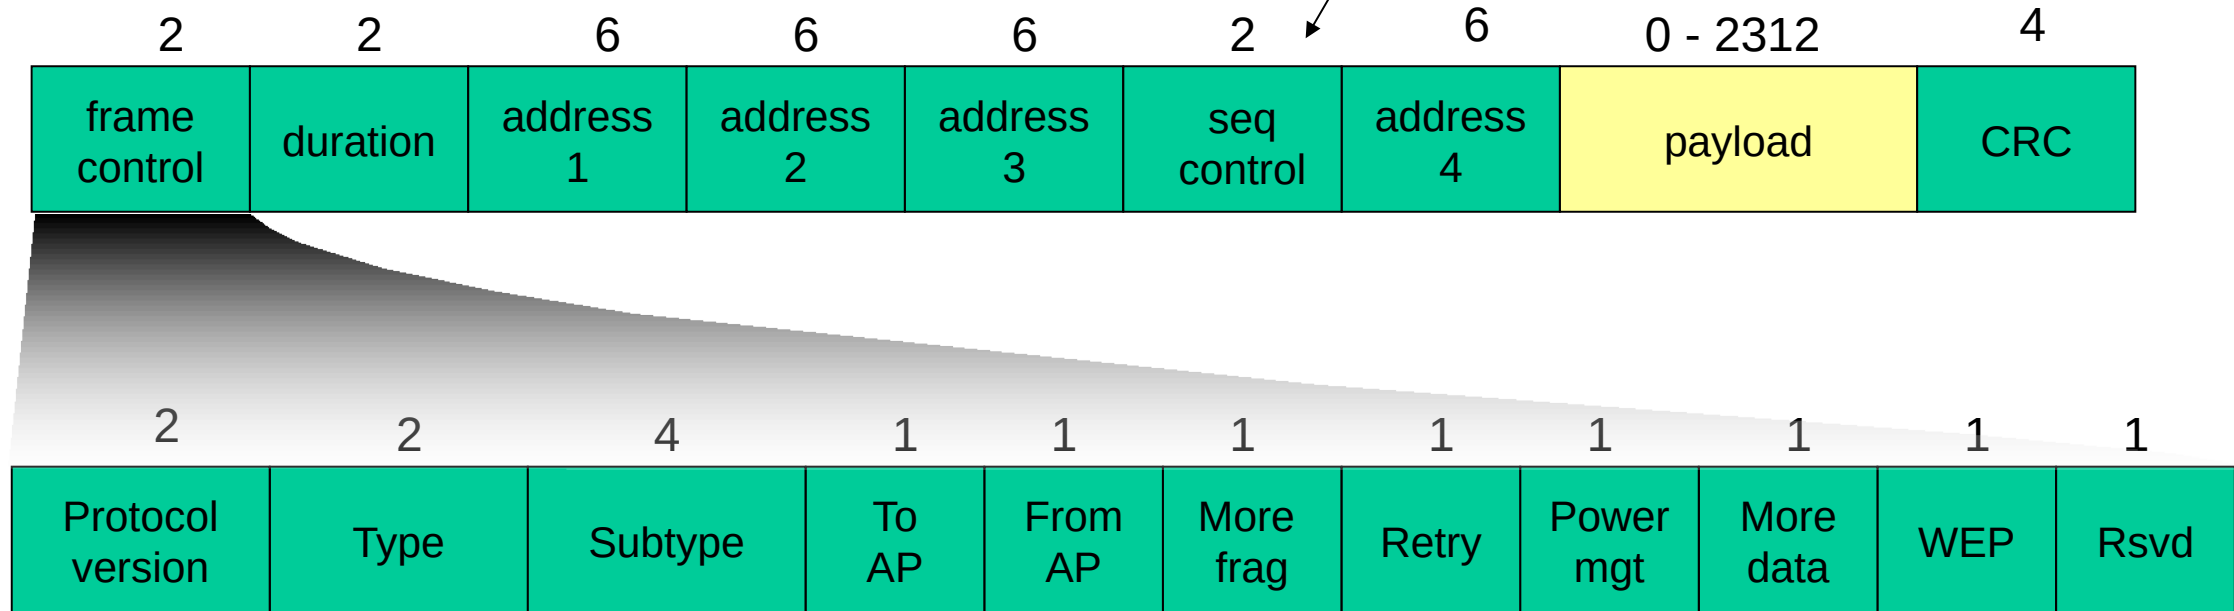 2 2 6 6 6 2 6 0 - 2312 4
frame control
duration
address 1
address 2
address 3
seq control
address 4
payload
CRC
2 2 4 1 1 1 1 1 1 1 1
Protocol version
Type
Subtype
To AP
From AP
More frag
Retry
Power mgt
More data
WEP
Rsvd